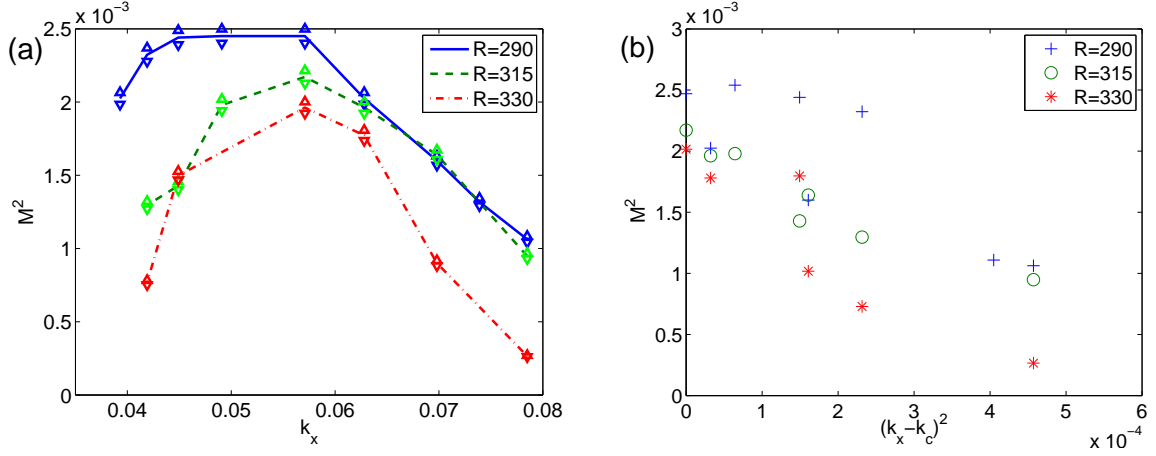 (a)
x 10^-3
2.5
2
1.5
1
0.5
0
M^2
0.04 0.05 0.06 0.07 0.08
k_x
R=290
R=315
R=330
(b)
x 10^-3
3
2.5
2
1.5
1
0.5
0
M^2
0 1 2 3 4 5 6
(k_x-k_c)^2
x 10^-4
R=290
R=315
R=330